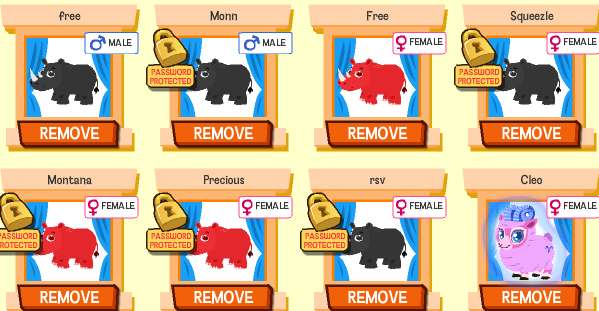 free
Monn
Free
Squeezle
MALE
MALE
FEMALE
FEMALE
PASSWORD
PROTECTED
PASSWORD
PROTECTED
REMOVE
REMOVE
REMOVE
REMOVE
Montana
Precious
rsv
Cleo
FEMALE
FEMALE
FEMALE
FEMALE
PASSWORD
PROTECTED
PASSWORD
PROTECTED
PASSWORD
PROTECTED
REMOVE
REMOVE
REMOVE
REMOVE